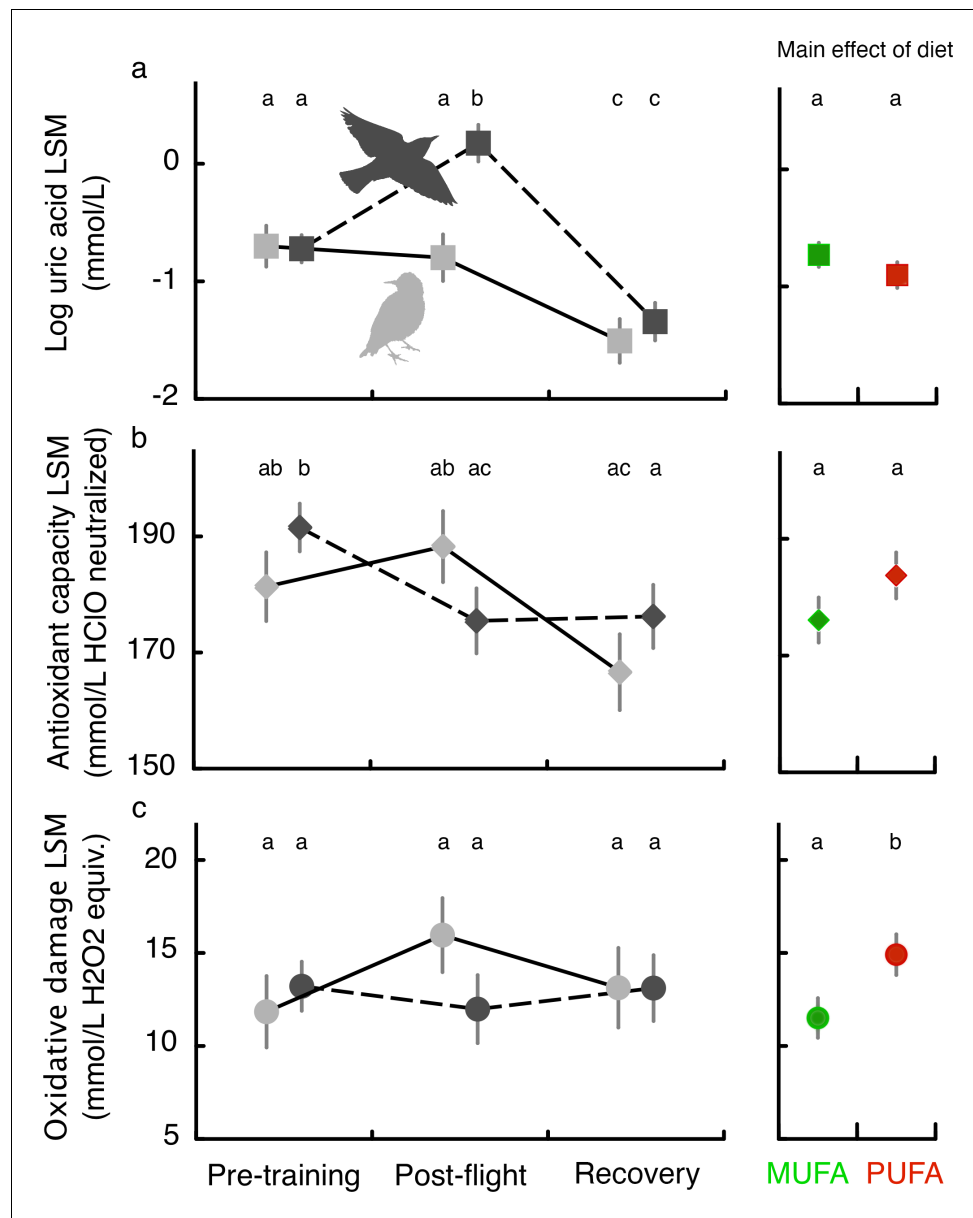 Main effect of diet
a
a a a b c c
a a
Log uric acid LSM
(mmol/L)
0
-1
-2
b
ab b ab ac ac a
a a
Antioxidant capacity LSM
(mmol/L HClO neutralized)
190
170
150
c
a a a a a a
a b
Oxidative damage LSM
(mmol/L H2O2 equiv.)
20
15
10
5
Pre-training Post-flight Recovery
MUFA PUFA